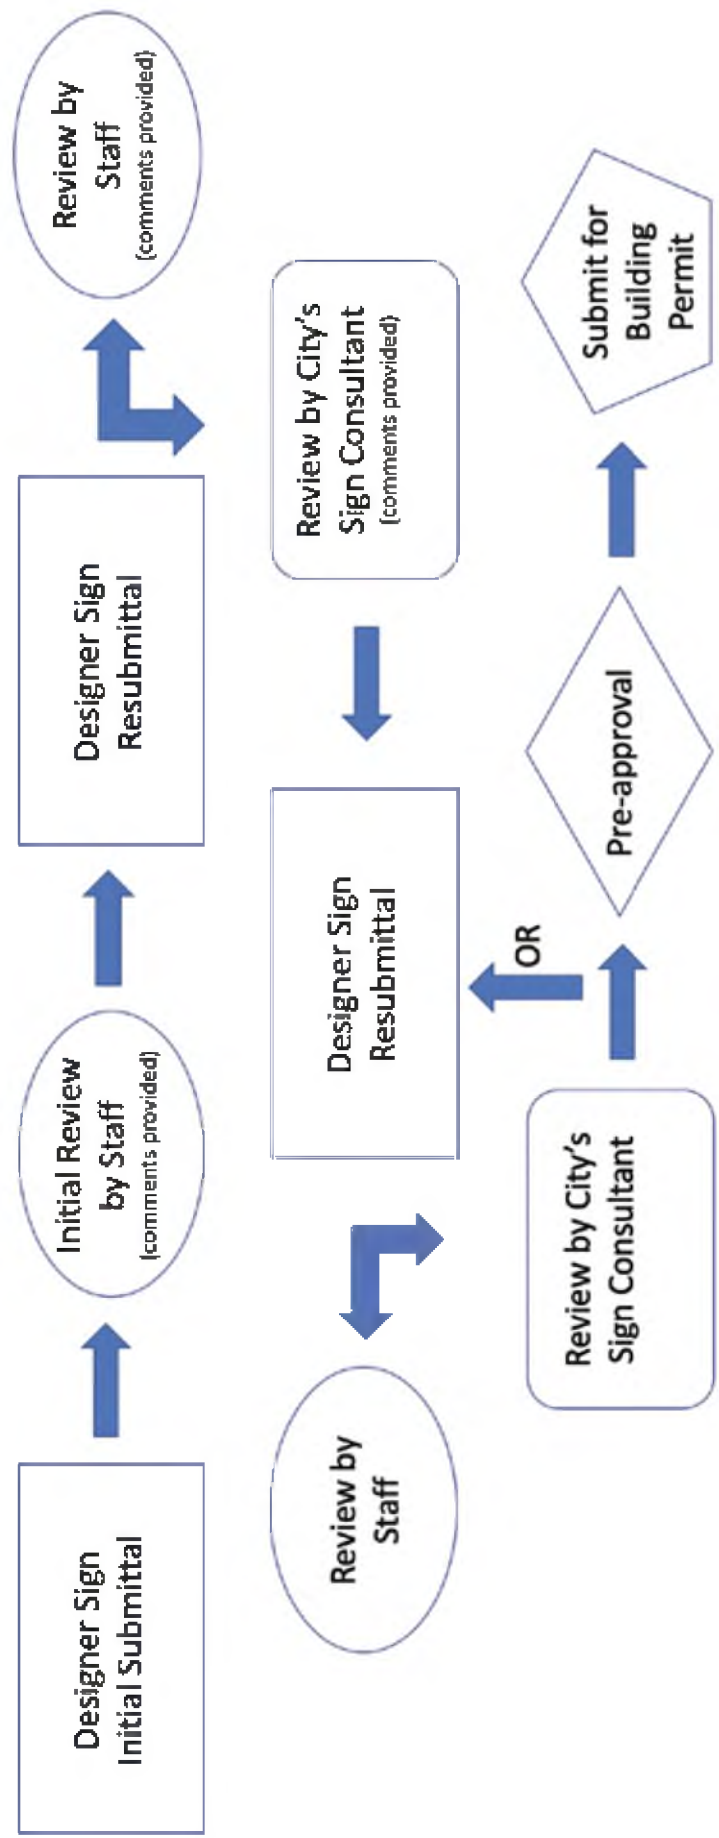 Designer Sign
Initial Submittal
Initial Review
by Staff
(comments provided)
Designer Sign
Resubmittal
Review by
Staff
(comments provided)
Review by City's
Sign Consultant
(comments provided)
Designer Sign
Resubmittal
Review by
Staff
Review by City's
Sign Consultant
OR
Pre-approval
Submit for
Building
Permit